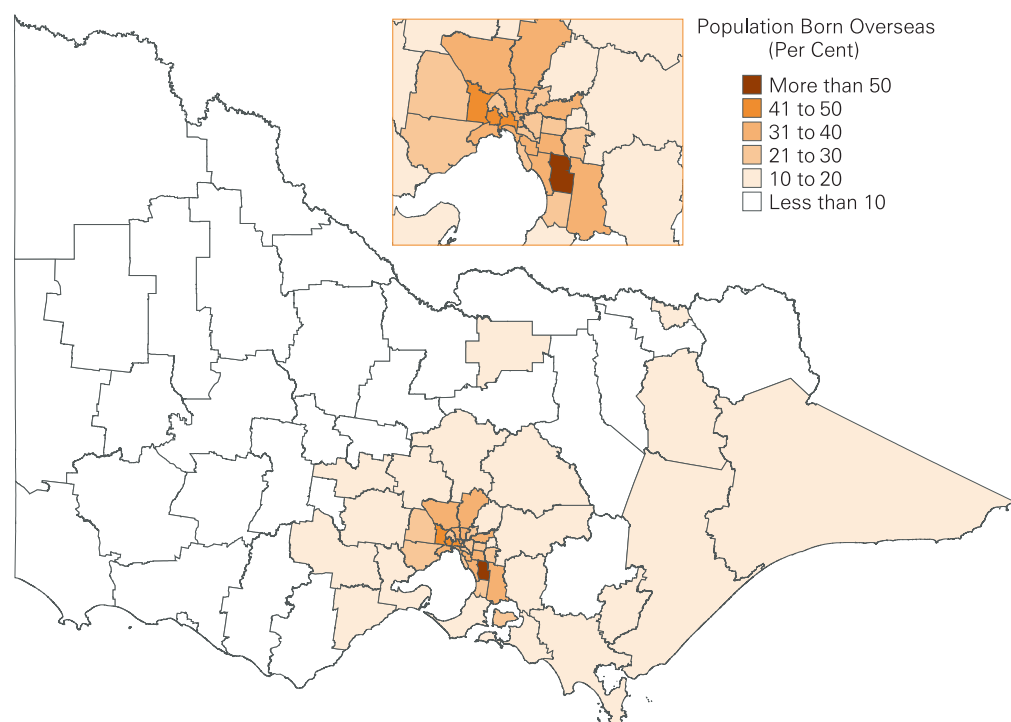 Population Born Overseas
(Per Cent)
More than 50
41 to 50
31 to 40
21 to 30
10 to 20
Less than 10